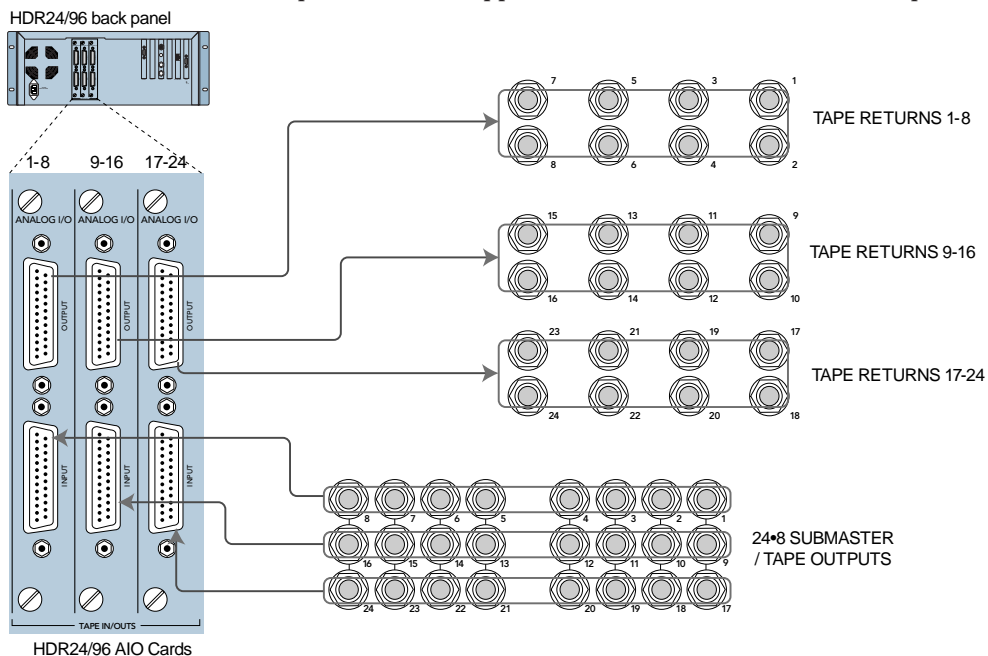 HDR24/96 back panel
7 5 3 1
TAPE RETURNS 1-8
8 6 4 2
1-8 9-16 17-24
ANALOG I/O ANALOG I/O ANALOG I/O
15 13 11 9
TAPE RETURNS 9-16
16 14 12 10
OUTPUT OUTPUT OUTPUT
23 21 19 17
TAPE RETURNS 17-24
24 22 20 18
INPUT INPUT INPUT
8 7 6 5 4 3 2 1
24•8 SUBMASTER
/ TAPE OUTPUTS
16 15 14 13 12 11 10 9
24 23 22 21 20 19 18 17
TAPE IN/OUTS
HDR24/96 AIO Cards